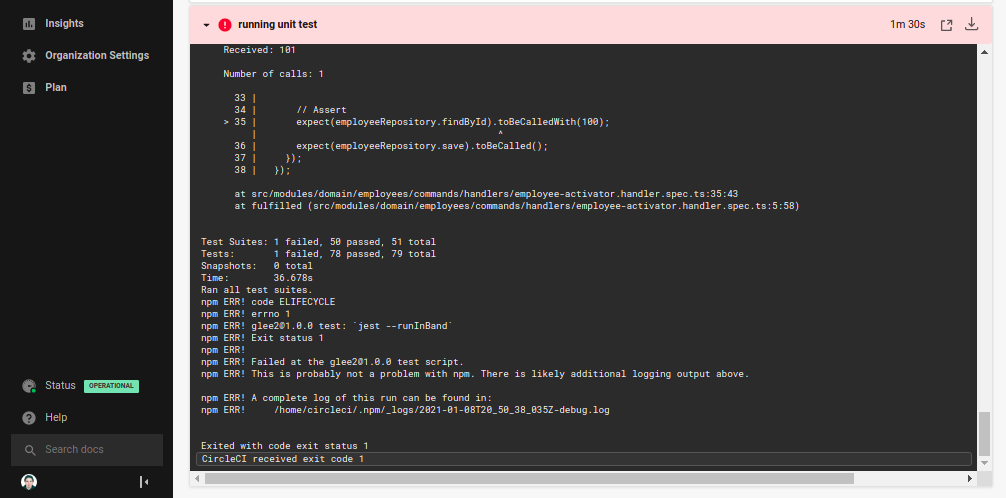 Insights
Organization Settings
Plan
Status OPERATIONAL
Help
Search docs
running unit test 1m 30s
Received: 101
Number of calls: 1
33 |
34 | // Assert
> 35 | expect(employeeRepository.findById).toBeCalledWith(100);
| ^
36 | expect(employeeRepository.save).toBeCalled();
37 | });
38 | });
at src/modules/domain/employees/commands/handlers/employee-activator.handler.spec.ts:35:43
at fulfilled (src/modules/domain/employees/commands/handlers/employee-activator.handler.spec.ts:5:58)
Test Suites: 1 failed, 50 passed, 51 total
Tests: 1 failed, 78 passed, 79 total
Snapshots: 0 total
Time: 36.678s
Ran all test suites.
npm ERR! code ELIFECYCLE
npm ERR! errno 1
npm ERR! glee2@1.0.0 test: `jest --runInBand`
npm ERR! Exit status 1
npm ERR!
npm ERR! Failed at the glee2@1.0.0 test script.
npm ERR! This is probably not a problem with npm. There is likely additional logging output above.
npm ERR! A complete log of this run can be found in:
npm ERR! /home/circleci/.npm/_logs/2021-01-08T20_50_38_035Z-debug.log
Exited with code exit status 1
CircleCI received exit code 1